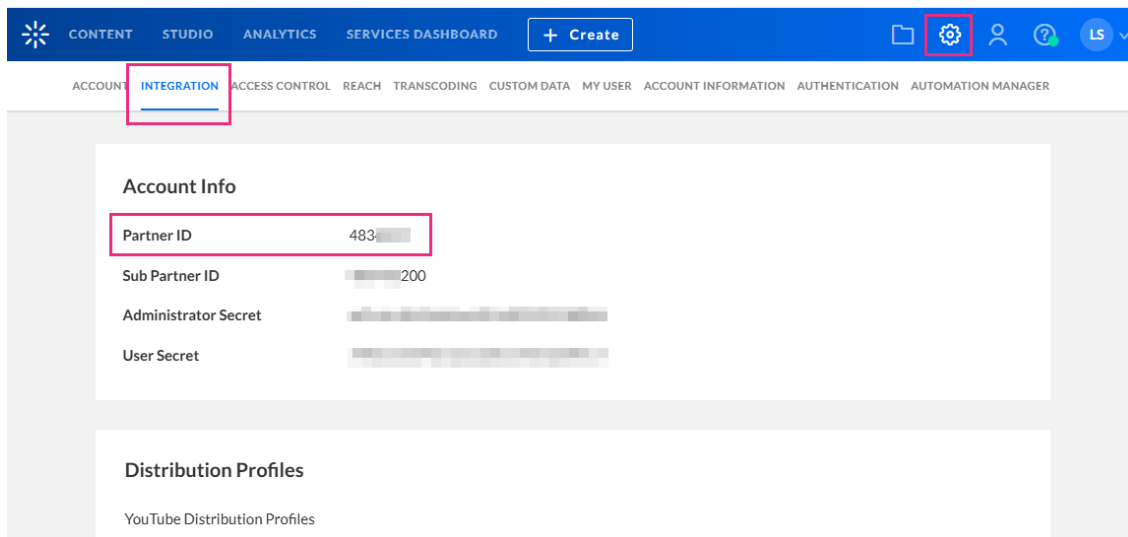 CONTENT STUDIO ANALYTICS SERVICES DASHBOARD + Create LS
ACCOUNT INTEGRATION ACCESS CONTROL REACH TRANSCODING CUSTOM DATA MY USER ACCOUNT INFORMATION AUTHENTICATION AUTOMATION MANAGER
Account Info
Partner ID 483
Sub Partner ID 200
Administrator Secret
User Secret
Distribution Profiles
YouTube Distribution Profiles